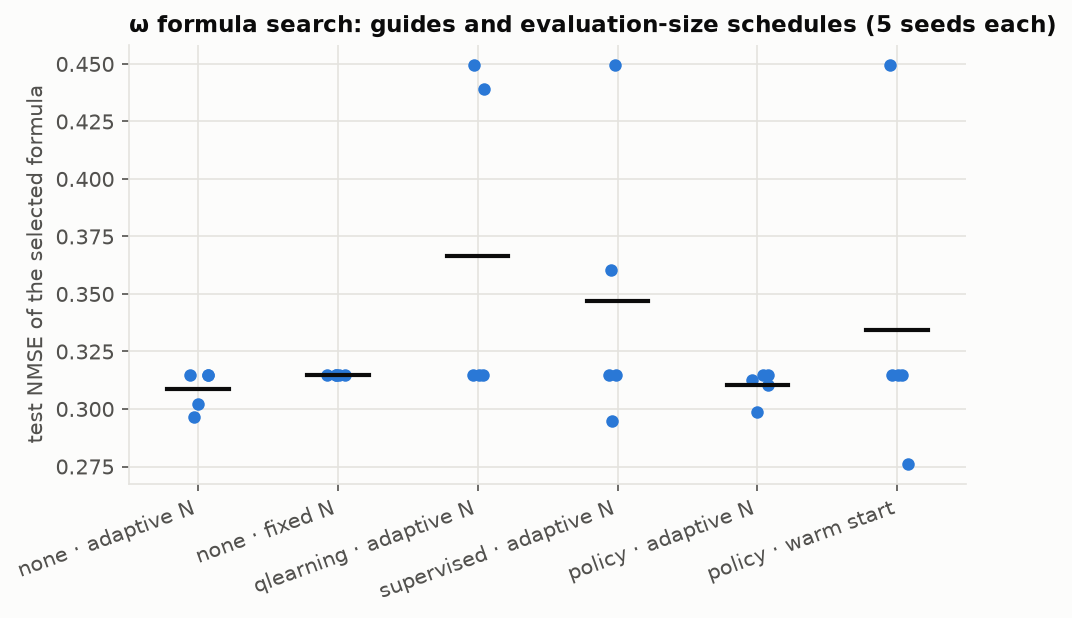 ω formula search: guides and evaluation-size schedules (5 seeds each)
test NMSE of the selected formula
0.450
0.425
0.400
0.375
0.350
0.325
0.300
0.275
none · adaptive N
none · fixed N
qlearning · adaptive N
supervised · adaptive N
policy · adaptive N
policy · warm start